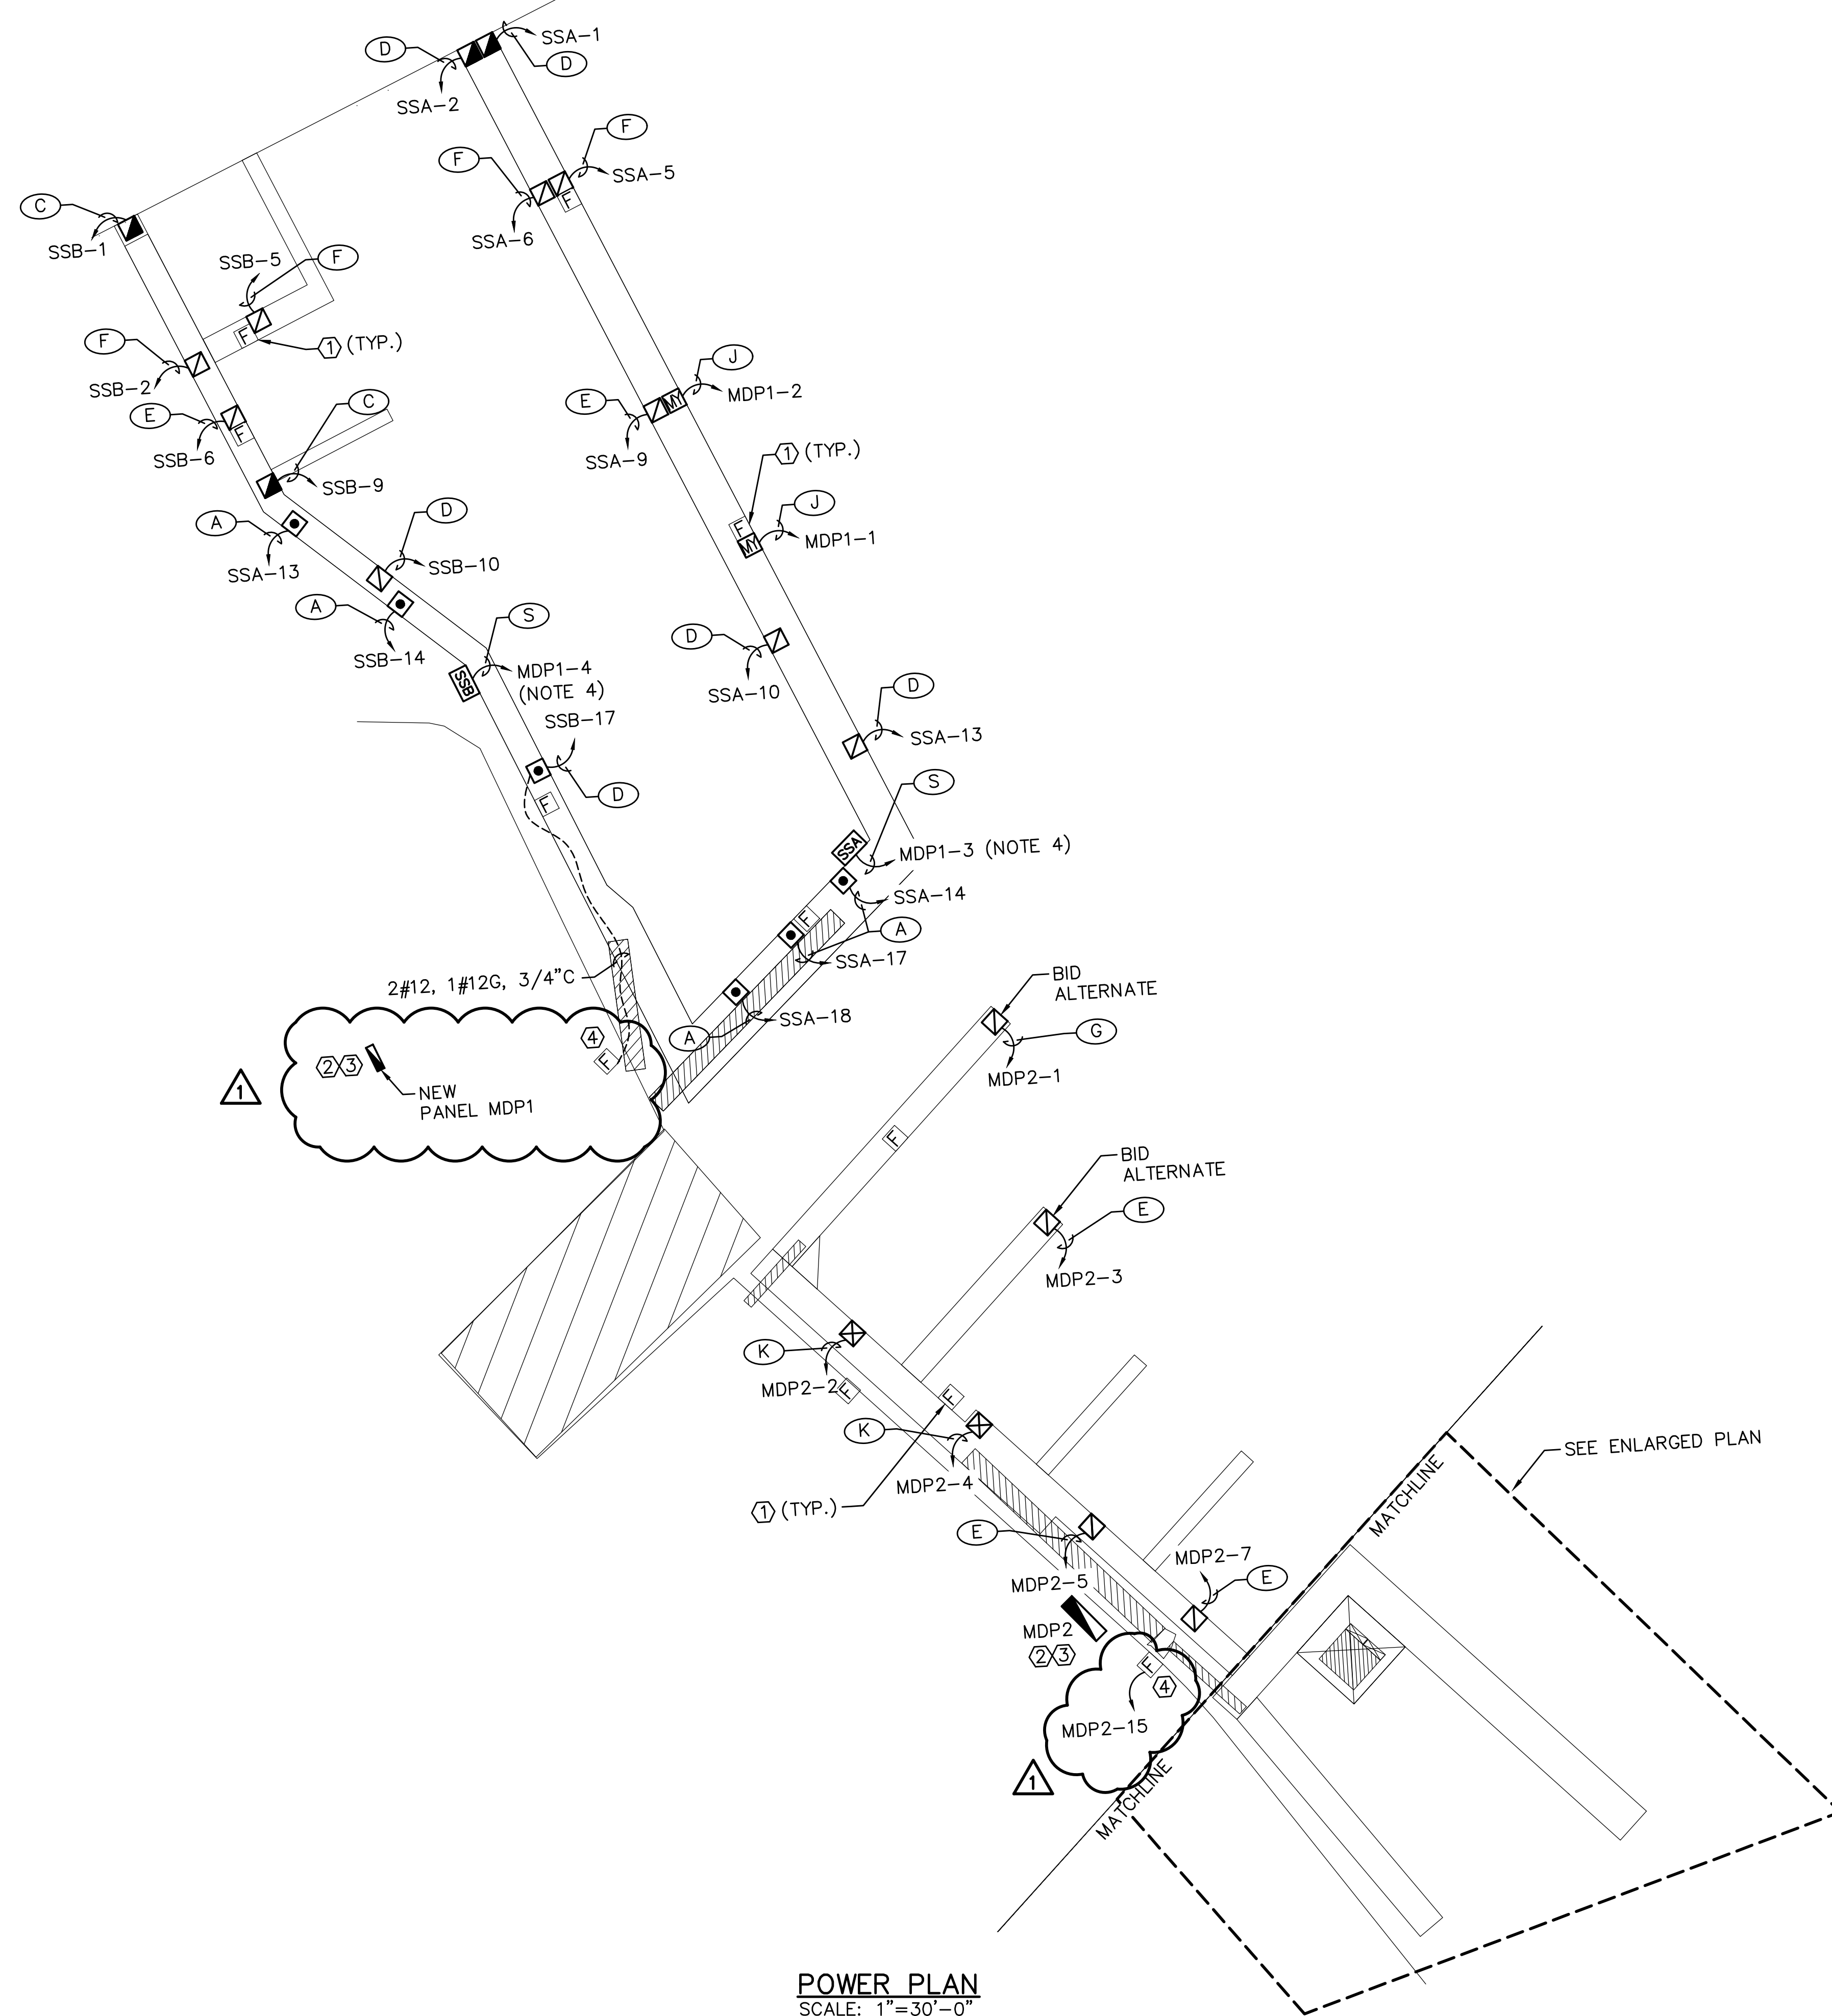 D
SSA-1
D
SSA-2
F
F
SSA-5
F
SSA-6
C
SSB-1
SSB-5
F
F
1 (TYP.)
F
SSB-2
E
F
SSB-6
C
SSB-9
J
MDP1-2
E
MY
SSA-9
1 (TYP.)
F
J
MY
MDP1-1
A
SSA-13
D
SSB-10
A
SSB-14
S
SSB
MDP1-4
(NOTE 4)
SSB-17
D
SSA-10
D
SSA-13
D
F
S
SSA
MDP1-3 (NOTE 4)
SSA-14
A
F
SSA-17
A
SSA-18
2#12, 1#12G, 3/4"C
4
F
2 3
NEW
PANEL MDP1
1
BID
ALTERNATE
G
MDP2-1
F
BID
ALTERNATE
E
MDP2-3
K
MDP2-2
F
F
K
MDP2-4
1 (TYP.)
E
MDP2-5
MDP2-7
E
MDP2
2 3
F
4
MDP2-15
1
MATCHLINE
MATCHLINE
SEE ENLARGED PLAN
POWER PLAN
SCALE: 1"=30'-0"